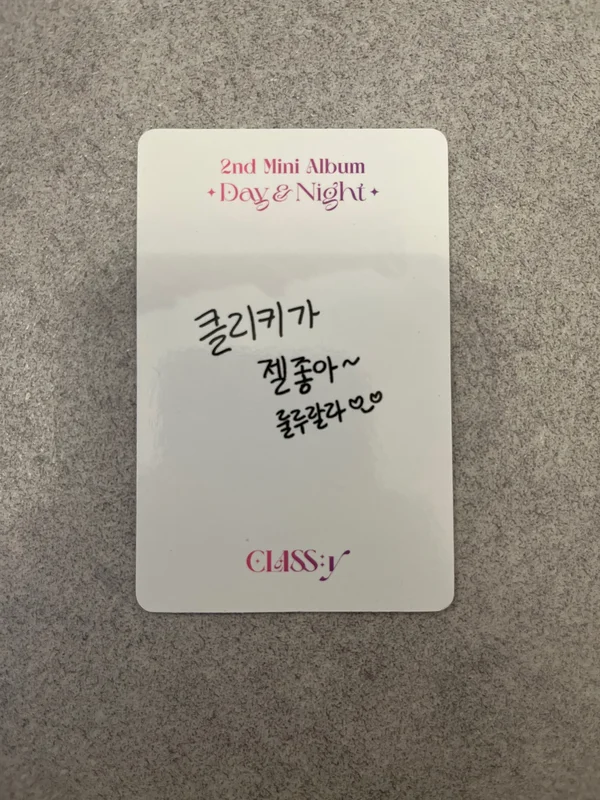 2nd Mini Album
Day & Night
클리키가
젤좋아~
룰루랄라♡_♡
CLASS:y